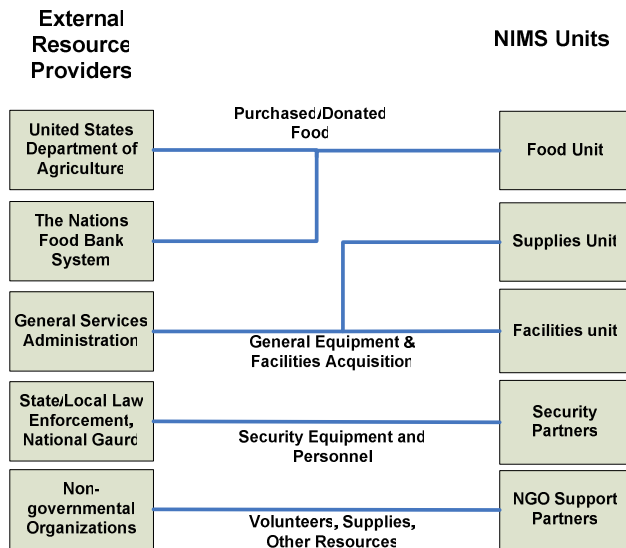 External
Resource
Providers
NIMS Units
Purchased/Donated
Food
United States
Department of
Agriculture
Food Unit
The Nations
Food Bank
System
Supplies Unit
General Services
Administration
General Equipment &
Facilities Acquisition
Facilities unit
State/Local Law
Enforcement,
National Gaurd
Security Equipment and
Personnel
Security
Partners
Non-
governmental
Organizations
Volunteers, Supplies,
Other Resources
NGO Support
Partners